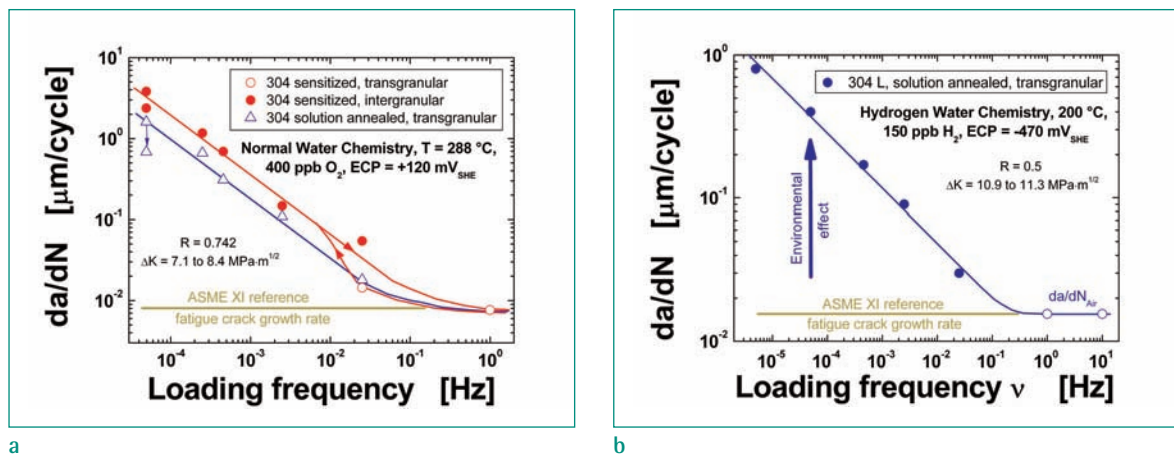 10¹
10⁰
10⁻¹
10⁻²
da/dN [μm/cycle]
304 sensitized, transgranular
304 sensitized, intergranular
304 solution annealed, transgranular
Normal Water Chemistry, T = 288 °C,
400 ppb O₂, ECP = +120 mV_SHE
R = 0.742
ΔK = 7.1 to 8.4 MPa·m^1/2
ASME XI reference
fatigue crack growth rate
10⁻⁴ 10⁻³ 10⁻² 10⁻¹ 10⁰
Loading frequency [Hz]
a
10⁰
10⁻¹
10⁻²
da/dN [μm/cycle]
304 L, solution annealed, transgranular
Hydrogen Water Chemistry, 200 °C,
150 ppb H₂, ECP = -470 mV_SHE
R = 0.5
ΔK = 10.9 to 11.3 MPa·m^1/2
Environmental
effect
ASME XI reference
da/dN_Air
fatigue crack growth rate
10⁻⁵ 10⁻⁴ 10⁻³ 10⁻² 10⁻¹ 10⁰ 10¹
Loading frequency ν [Hz]
b